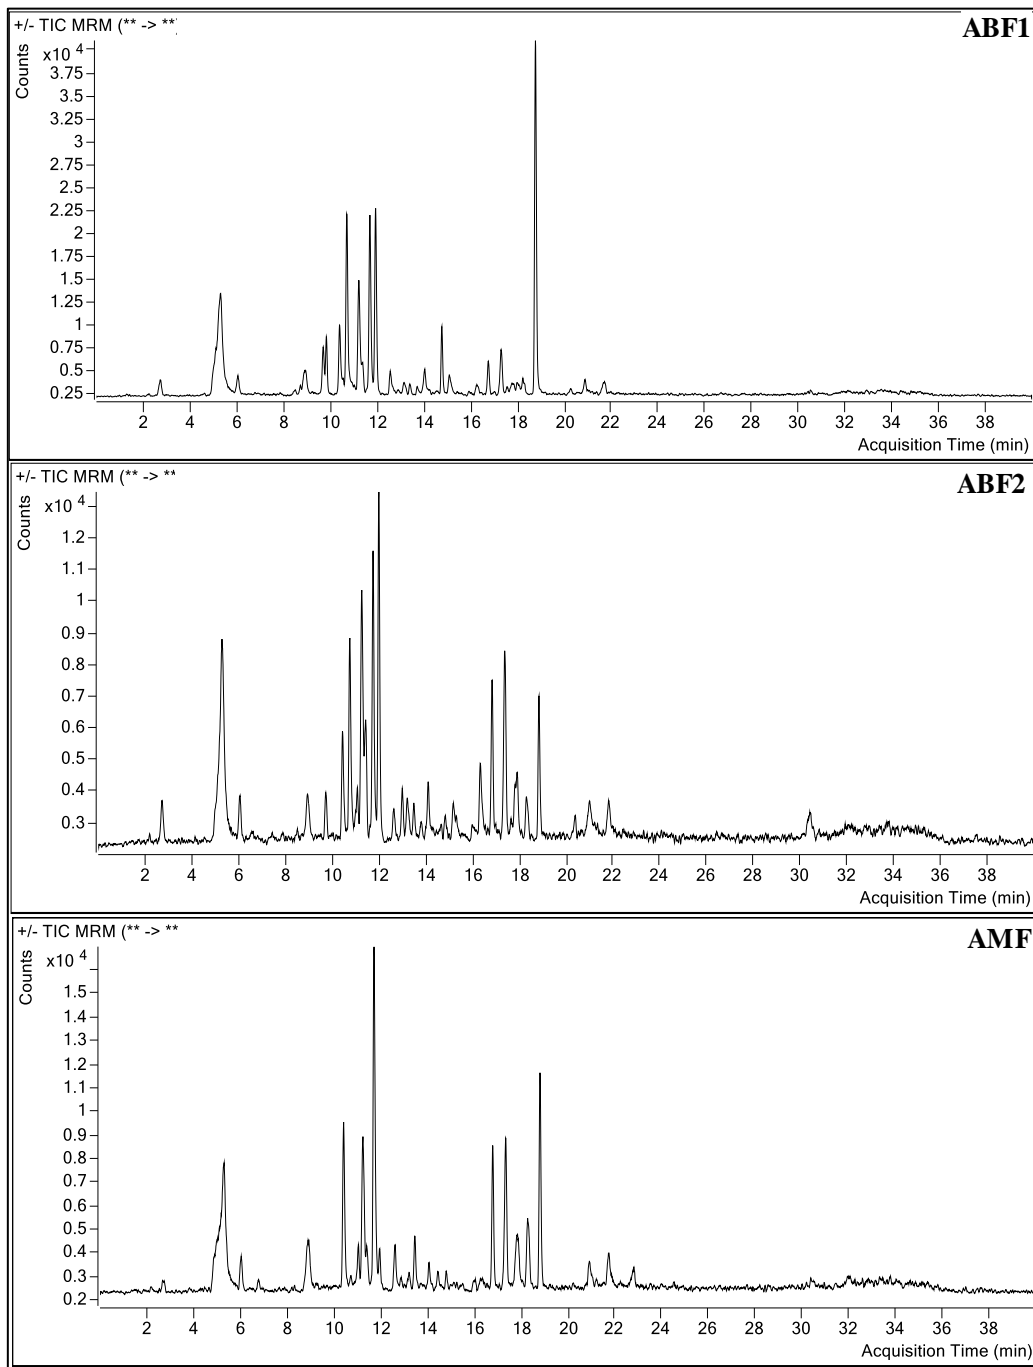 +/- TIC MRM (** -> **
ABF1
Counts
x10 4
3.75
3.5
3.25
3
2.75
2.5
2.25
2
1.75
1.5
1.25
1
0.75
0.5
0.25
2 4 6 8 10 12 14 16 18 20 22 24 26 28 30 32 34 36 38
Acquisition Time (min)
+/- TIC MRM (** -> **
ABF2
Counts
x10 4
1.2
1.1
1
0.9
0.8
0.7
0.6
0.5
0.4
0.3
2 4 6 8 10 12 14 16 18 20 22 24 26 28 30 32 34 36 38
Acquisition Time (min)
+/- TIC MRM (** -> **
AMF
Counts
x10 4
1.5
1.4
1.3
1.2
1.1
1
0.9
0.8
0.7
0.6
0.5
0.4
0.3
0.2
2 4 6 8 10 12 14 16 18 20 22 24 26 28 30 32 34 36 38
Acquisition Time (min)